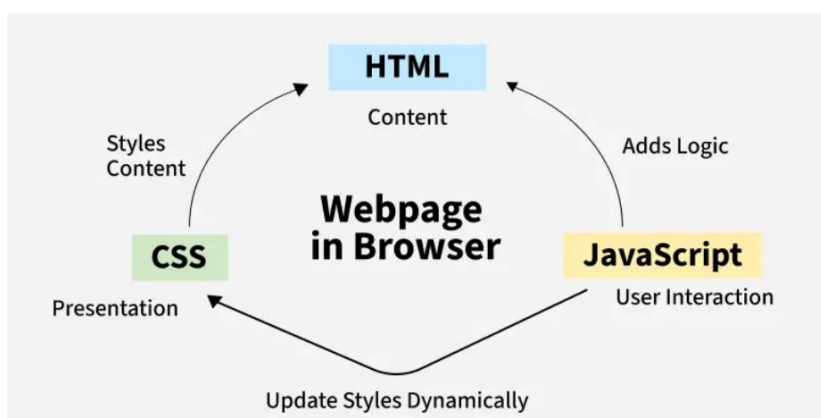 HTML
Content
Styles
Content
Adds Logic
Webpage
in Browser
CSS
JavaScript
Presentation
User Interaction
Update Styles Dynamically